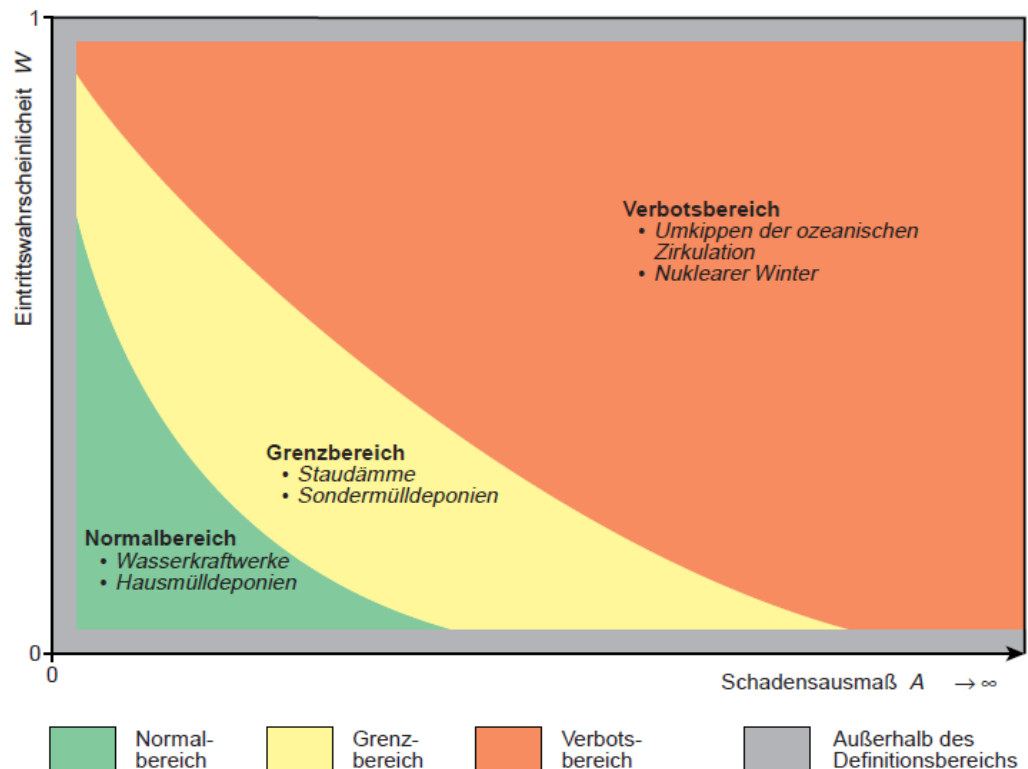 1
Eintrittswahrscheinlicheit W
Verbotsbereich
• Umkippen der ozeanischen
Zirkulation
• Nuklearer Winter
Grenzbereich
• Staudämme
• Sondermülldeponien
Normalbereich
• Wasserkraftwerke
• Hausmülldeponien
0
0
Schadensausmaß A → ∞
Normal-
bereich
Grenz-
bereich
Verbots-
bereich
Außerhalb des
Definitionsbereichs